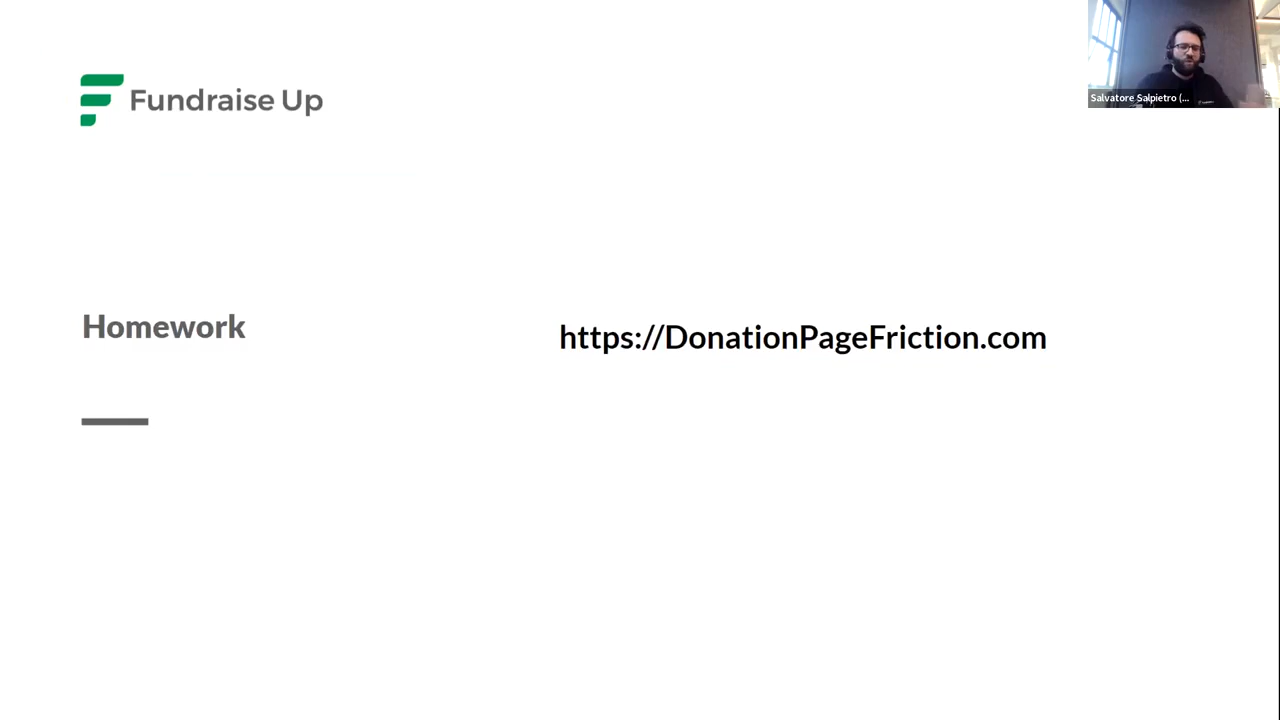 Fundraise Up
Salvatore Salpietro (...
Homework
https://DonationPageFriction.com